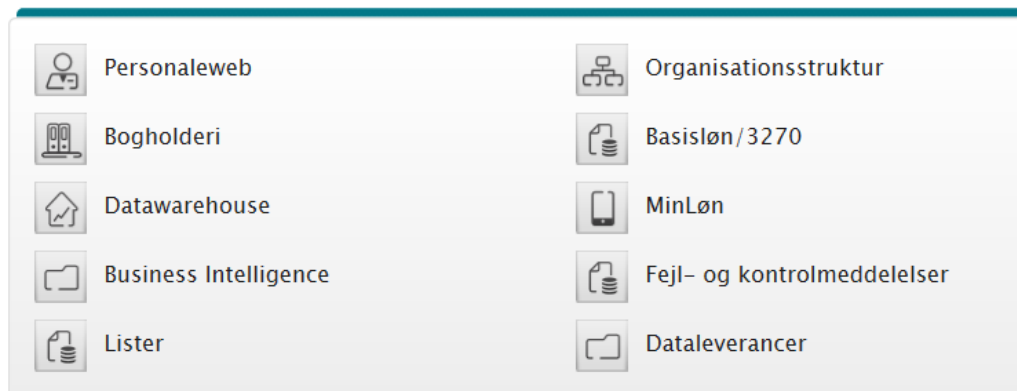 Personaleweb
Organisationsstruktur
Bogholderi
Basisløn/3270
Datawarehouse
MinLøn
Business Intelligence
Fejl- og kontrolmeddelelser
Lister
Dataleverancer